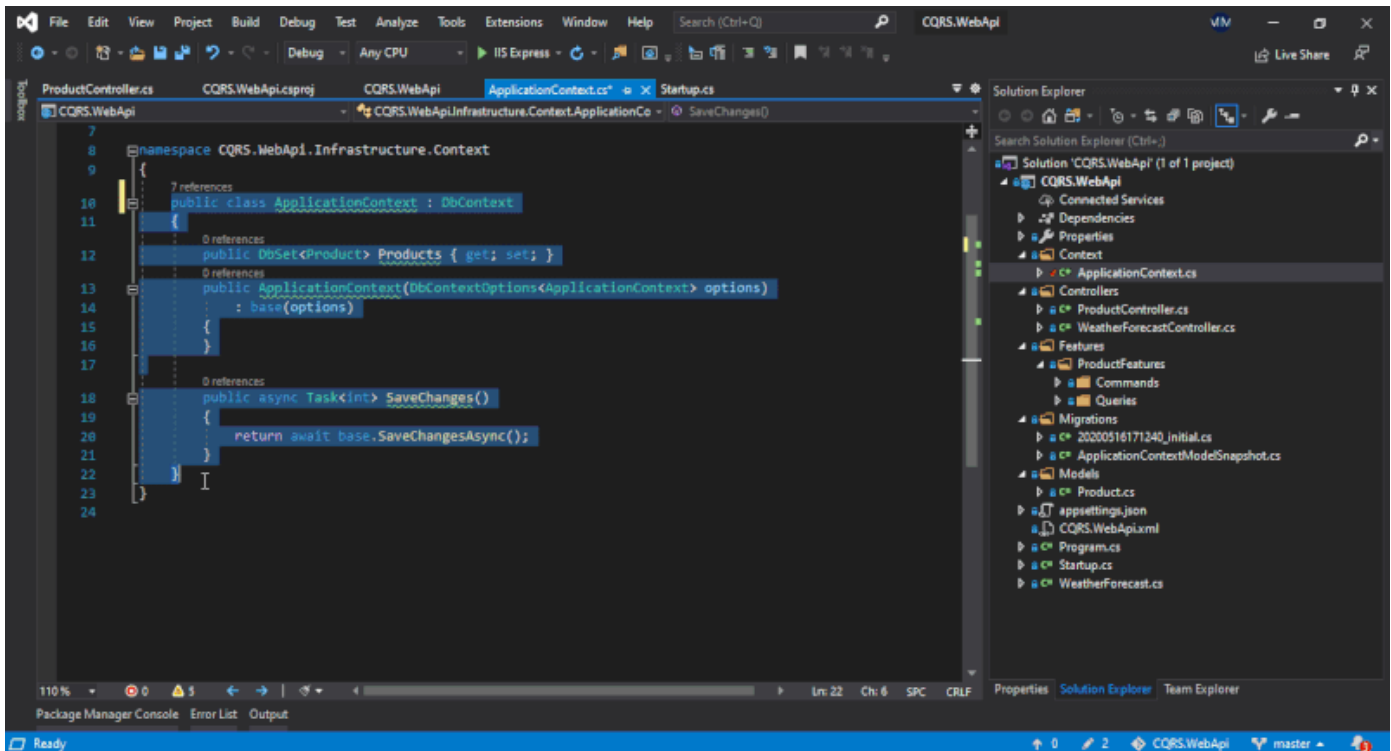 File Edit View Project Build Debug Test Analyze Tools Extensions Window Help Search (Ctrl+Q) CQRS.WebApi MM
Debug Any CPU IIS Express Live Share
Toolbox
ProductController.cs CQRS.WebApi.csproj CQRS.WebApi ApplicationContext.cs* Startup.cs
CQRS.WebApi CQRS.WebApi.Infrastructure.Context.ApplicationCo SaveChanges()
7
8 namespace CQRS.WebApi.Infrastructure.Context
9 {
7 references
10 public class ApplicationContext : DbContext
11 {
0 references
12 public DbSet<Product> Products { get; set; }
0 references
13 public ApplicationContext(DbContextOptions<ApplicationContext> options)
14 : base(options)
15 {
16 }
17
0 references
18 public async Task<int> SaveChanges()
19 {
20 return await base.SaveChangesAsync();
21 }
22 }
23 }
24
110 % 0 5 Ln: 22 Ch: 6 SPC CRLF
Package Manager Console Error List Output
Solution Explorer
Search Solution Explorer (Ctrl+;)
Solution 'CQRS.WebApi' (1 of 1 project)
CQRS.WebApi
Connected Services
Dependencies
Properties
Context
C# ApplicationContext.cs
Controllers
C# ProductController.cs
C# WeatherForecastController.cs
Features
ProductFeatures
Commands
Queries
Migrations
C# 20200516171240_initial.cs
C# ApplicationContextModelSnapshot.cs
Models
C# Product.cs
appsettings.json
CQRS.WebApi.xml
C# Program.cs
C# Startup.cs
C# WeatherForecast.cs
Properties Solution Explorer Team Explorer
Ready 0 2 CQRS.WebApi master